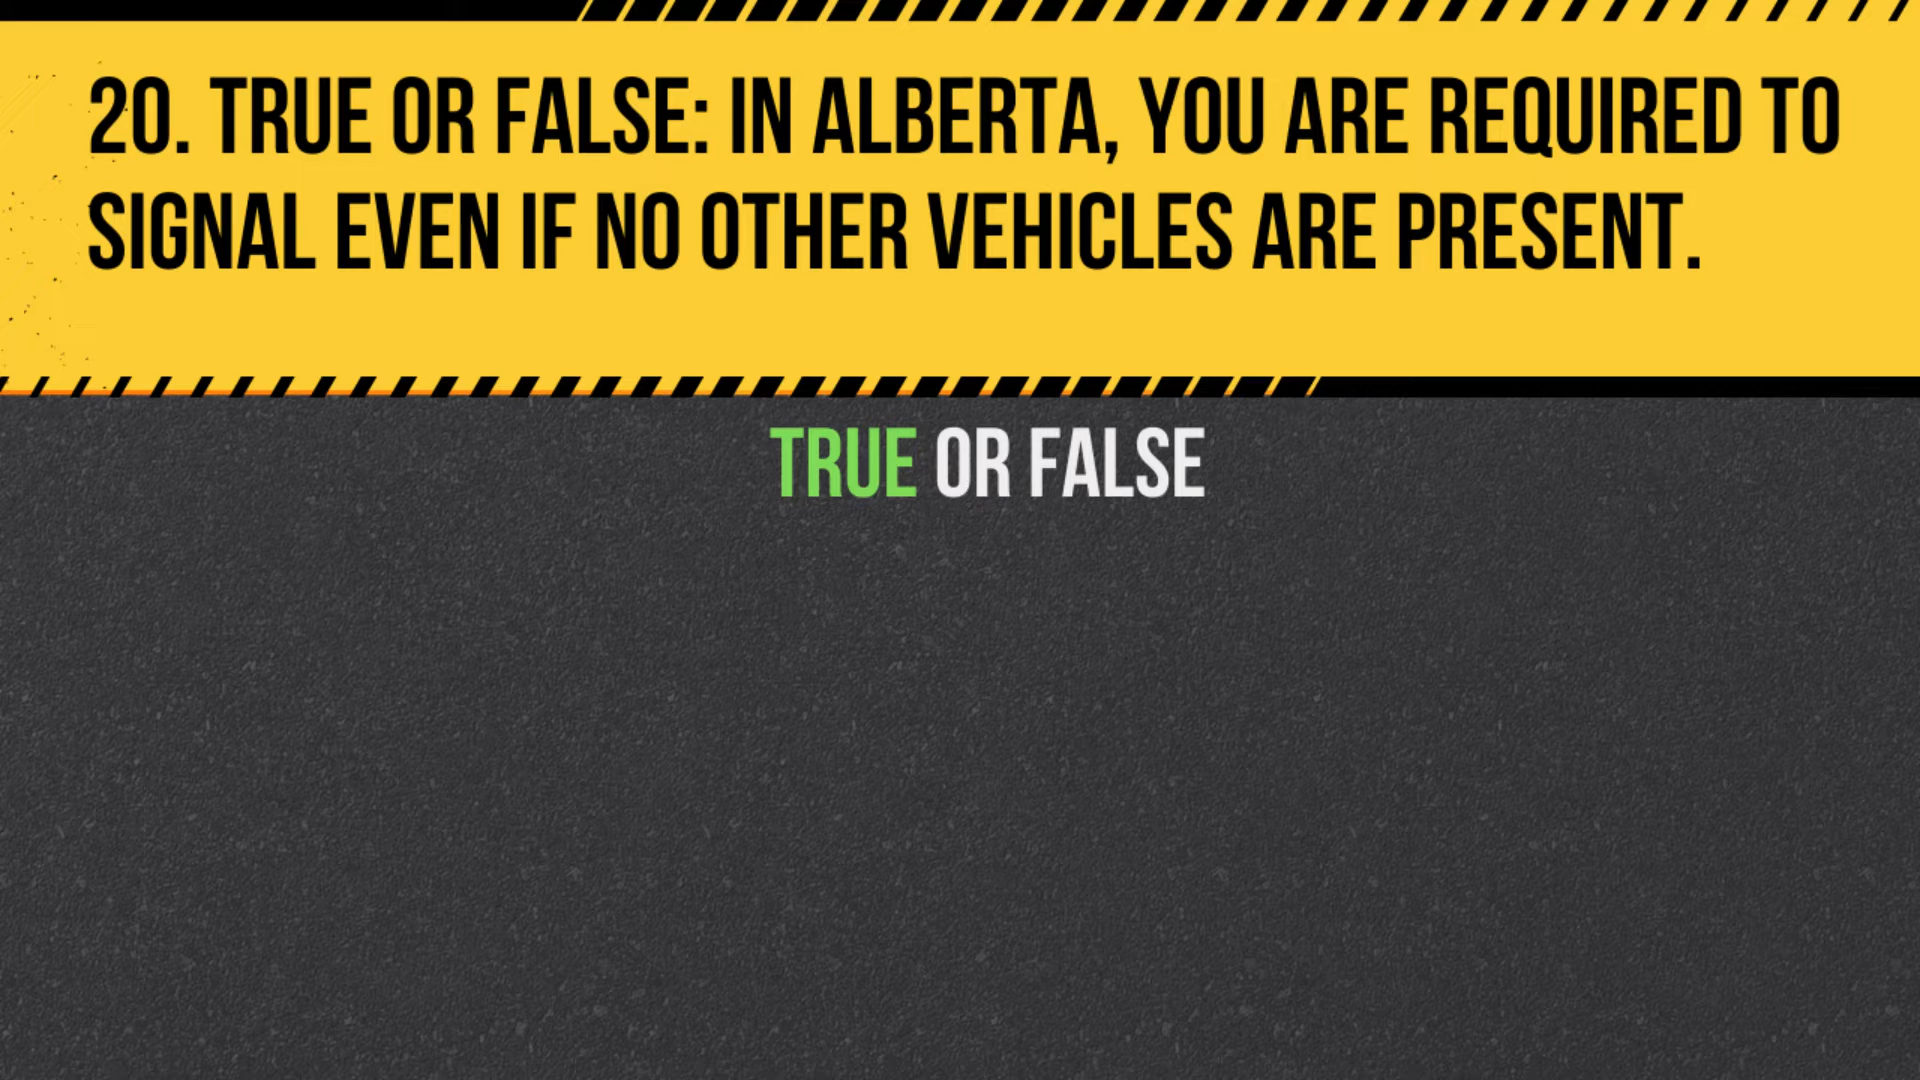 20. TRUE OR FALSE: IN ALBERTA, YOU ARE REQUIRED TO
SIGNAL EVEN IF NO OTHER VEHICLES ARE PRESENT.
TRUE OR FALSE